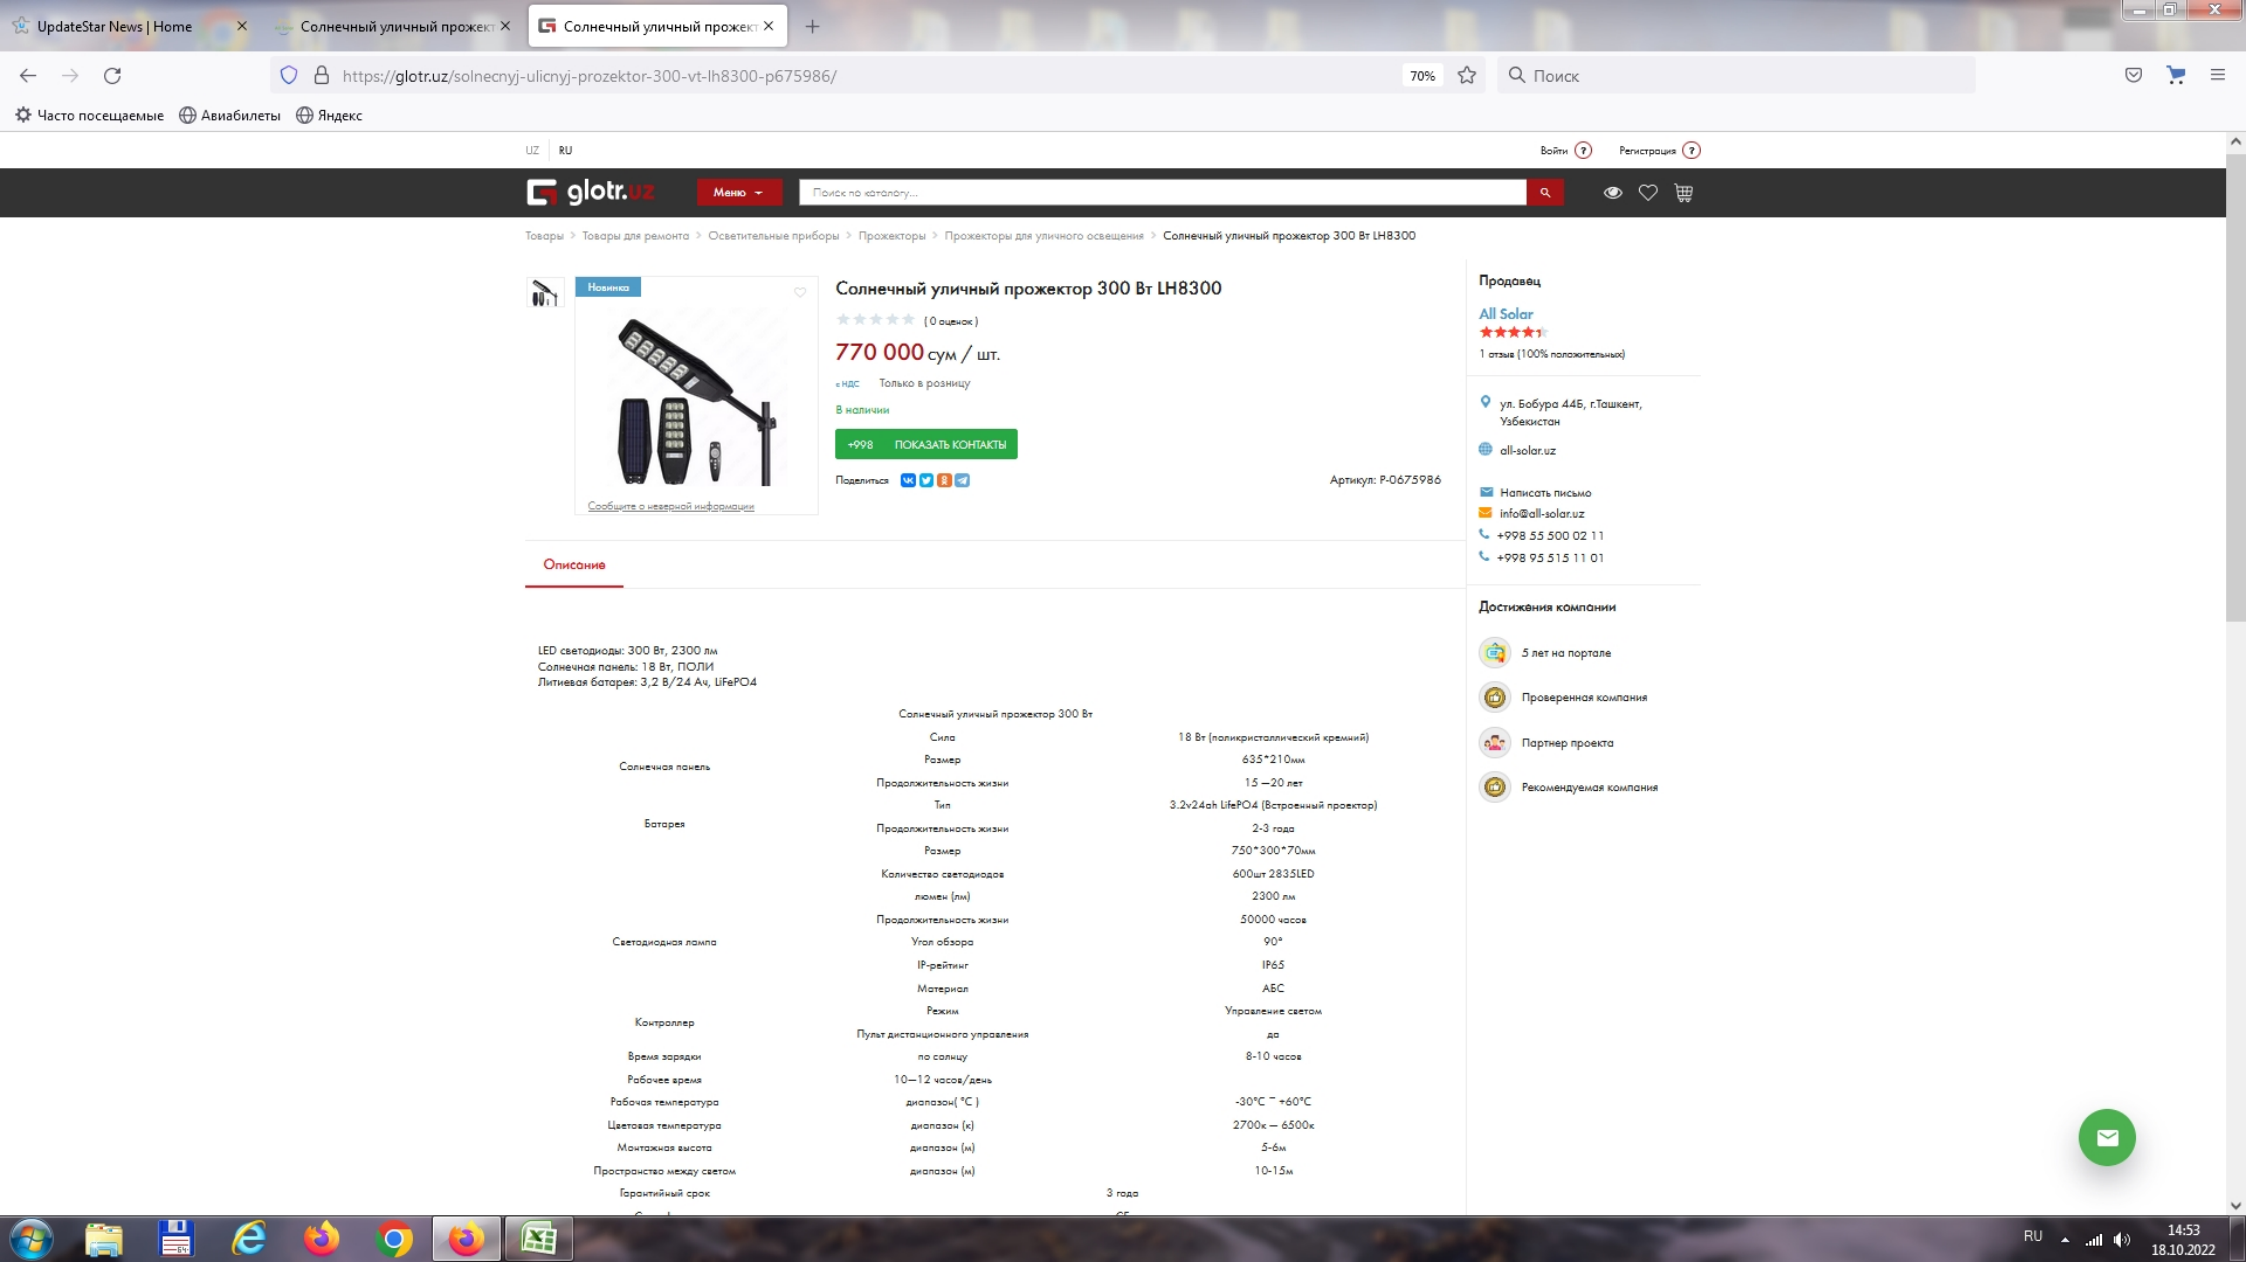 UpdateStar News | Home
Солнечный уличный прожект
Солнечный уличный прожект
https://glotr.uz/solnecnyj-ulicnyj-prozektor-300-vt-lh8300-p675986/
70%
Поиск
Часто посещаемые
Авиабилеты
Яндекс
UZ
RU
Войти ?
Регистрация ?
glotr.uz
Меню
Поиск по каталогу...
Товары > Товары для ремонта > Осветительные приборы > Прожекторы > Прожекторы для уличного освещения > Солнечный уличный прожектор 300 Вт LH8300
Новинка
Сообщите о неверной информации
Солнечный уличный прожектор 300 Вт LH8300
( 0 оценок )
770 000 сум / шт.
с НДС Только в розницу
В наличии
+998 ПОКАЗАТЬ КОНТАКТЫ
Поделиться
Артикул: P-0675986
Продавец
All Solar
1 отзыв (100% положительных)
ул. Бобура 44Б, г.Ташкент,
Узбекистан
all-solar.uz
Написать письмо
info@all-solar.uz
+998 55 500 02 11
+998 95 515 11 01
Достижения компании
5 лет на портале
Проверенная компания
Партнер проекта
Рекомендуемая компания
Описание
LED светодиоды: 300 Вт, 2300 лм
Солнечная панель: 18 Вт, ПОЛИ
Литиевая батарея: 3,2 В/24 Ач, LiFePO4
Солнечный уличный прожектор 300 Вт
Солнечная панель
Сила 18 Вт (поликристаллический кремний)
Размер 635*210мм
Продолжительность жизни 15 —20 лет
Батарея
Тип 3.2v24ah LifePO4 (Встроенный проектор)
Продолжительность жизни 2-3 года
Светодиодная лампа
Размер 750*300*70мм
Количество светодиодов 600шт 2835LED
люмен (лм) 2300 лм
Продолжительность жизни 50000 часов
Угол обзора 90°
IP-рейтинг IP65
Материал АБС
Контроллер
Режим Управление светом
Пульт дистанционного управления да
Время зарядки по солнцу 8-10 часов
Рабочее время 10—12 часов/день
Рабочая температура диапазон( °C ) -30°C ~ +60°C
Цветовая температура диапазон (к) 2700к — 6500к
Монтажная высота диапазон (м) 5-6м
Пространство между светом диапазон (м) 10-15м
Гарантийный срок 3 года
64
RU
14:53
18.10.2022